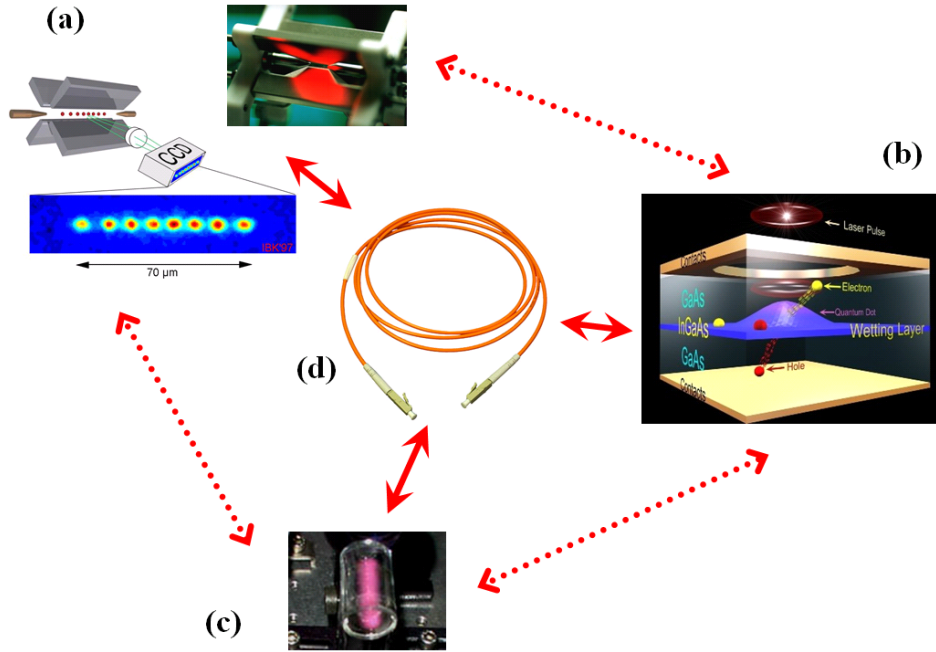 (a)
CCD
IBK'97
70 µm
(b)
Laser Pulse
Contacts
Electron
GaAs
Quantum Dot
InGaAs
Wetting Layer
GaAs
Hole
Contacts
(d)
(c)